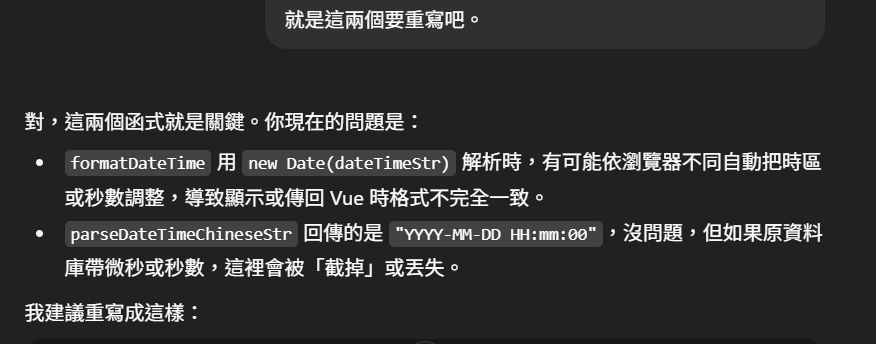 就是這兩個要重寫吧。
對，這兩個函式就是關鍵。你現在的問題是：
• formatDateTime 用 new Date(dateTimeStr) 解析時，有可能依瀏覽器不同自動把時區
或秒數調整，導致顯示或傳回 Vue 時格式不完全一致。
• parseDateTimeChineseStr 回傳的是 "YYYY-MM-DD HH:mm:00"，沒問題，但如果原資料
庫帶微秒或秒數，這裡會被「截掉」或丟失。
我建議重寫成這樣：